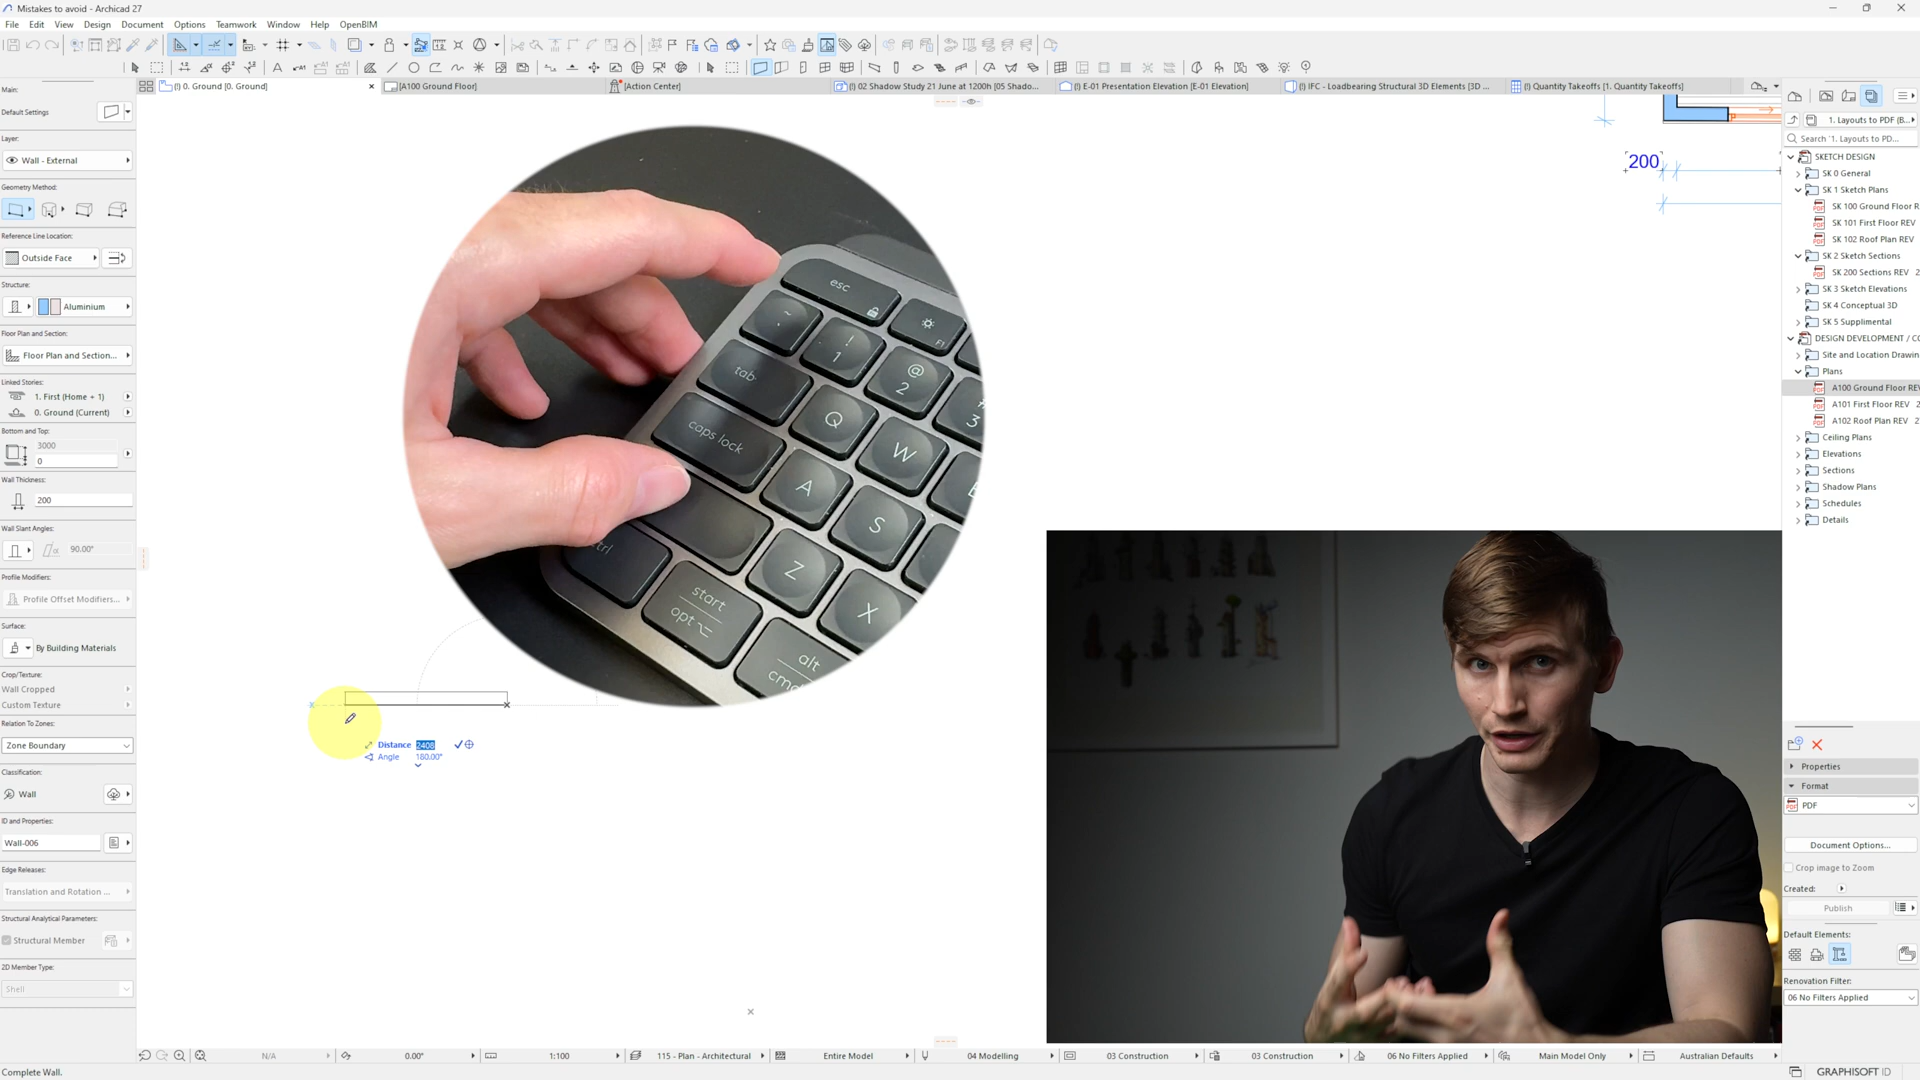 Mistakes to avoid - Archicad 27
File Edit View Design Document Options Teamwork Window Help OpenBIM
(!) 0. Ground [0. Ground]
[A100 Ground Floor]
[Action Center]
(!) 02 Shadow Study 21 June at 1200h [05 Shado...
(!) E-01 Presentation Elevation [E-01 Elevation]
(!) IFC - Loadbearing Structural 3D Elements [3D ...
(!) Quantity Takeoffs [1. Quantity Takeoffs]
Main:
Default Settings
Layer:
Wall - External
Geometry Method:
Reference Line Location:
Outside Face
Structure:
Aluminium
Floor Plan and Section:
Floor Plan and Section...
Linked Stories:
1. First (Home + 1)
0. Ground (Current)
Bottom and Top:
3000
0
Wall Thickness:
200
Wall Slant Angles:
90.00°
Profile Modifiers:
Profile Offset Modifiers...
Surface:
By Building Materials
Crop/Texture:
Wall Cropped
Custom Texture
Relation To Zones:
Zone Boundary
Classification:
Wall
ID and Properties:
Wall-006
Edge Releases:
Translation and Rotation ...
Structural Analytical Parameters:
Structural Member
2D Member Type:
Shell
esc
~
!
1
F1
tab
@
2
Q
3
caps lock
W
A
S
ctrl
Z
start
opt
X
alt
200
Distance 2408
Angle 180.00°
1. Layouts to PDF (B...
Search '1. Layouts to PD...
SKETCH DESIGN
SK 0 General
SK 1 Sketch Plans
SK 100 Ground Floor R
SK 101 First Floor REV
SK 102 Roof Plan REV
SK 2 Sketch Sections
SK 200 Sections REV 2
SK 3 Sketch Elevations
SK 4 Conceptual 3D
SK 5 Supplimental
DESIGN DEVELOPMENT / CO
Site and Location Drawin
Plans
A100 Ground Floor REV
A101 First Floor REV 2
A102 Roof Plan REV 2
Ceiling Plans
Elevations
Sections
Shadow Plans
Schedules
Details
Properties
Format
PDF
Document Options...
Crop image to Zoom
Created:
Publish
Default Elements:
Renovation Filter:
06 No Filters Applied
N/A
0.00°
1:100
115 - Plan - Architectural
Entire Model
04 Modelling
03 Construction
03 Construction
06 No Filters Applied
Main Model Only
Australian Defaults
Complete Wall.
GRAPHISOFT ID